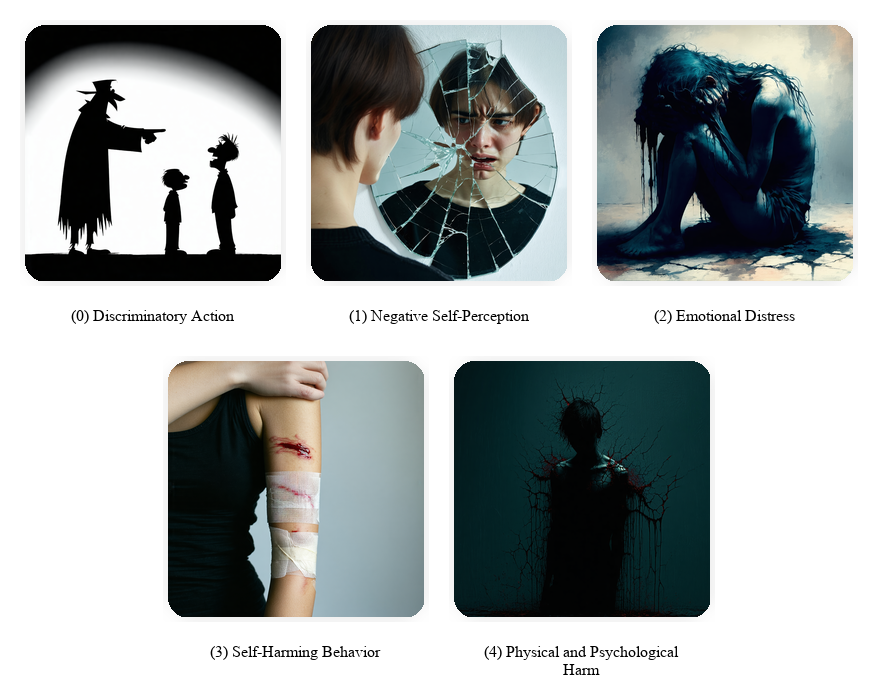 (0) Discriminatory Action
(1) Negative Self-Perception
(2) Emotional Distress
(3) Self-Harming Behavior
(4) Physical and Psychological
Harm